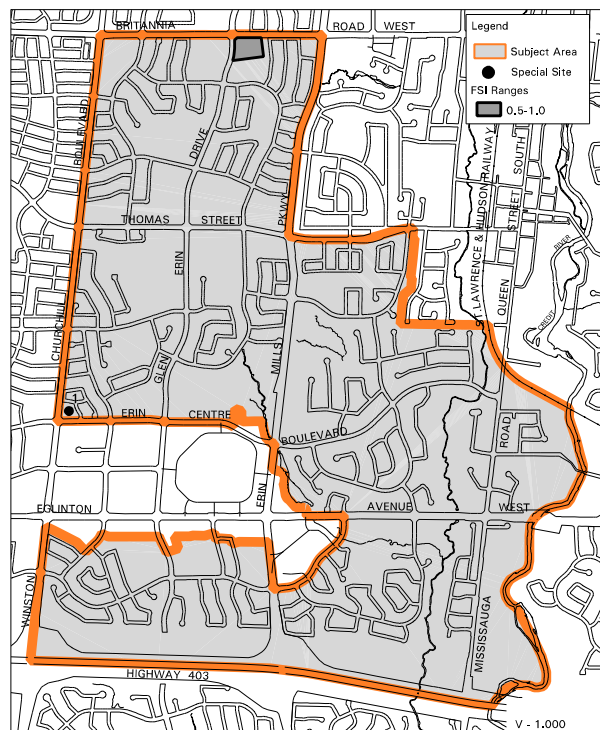 BRITANNIA ROAD WEST
Legend
Subject Area
Special Site
FSI Ranges
0.5-1.0
BOULEVARD
DRIVE
PKWY
ST LAWRENCE & HUDSON RAILWAY
SOUTH
STREET
QUEEN
THOMAS STREET
ERIN
RIVER
CREDIT
CHURCHILL
GLEN
MILLS
1
ERIN CENTRE
BOULEVARD
ROAD
ERIN
EGLINTON AVENUE WEST
WINSTON
MISSISSAUGA
HIGHWAY 403
V - 1.000